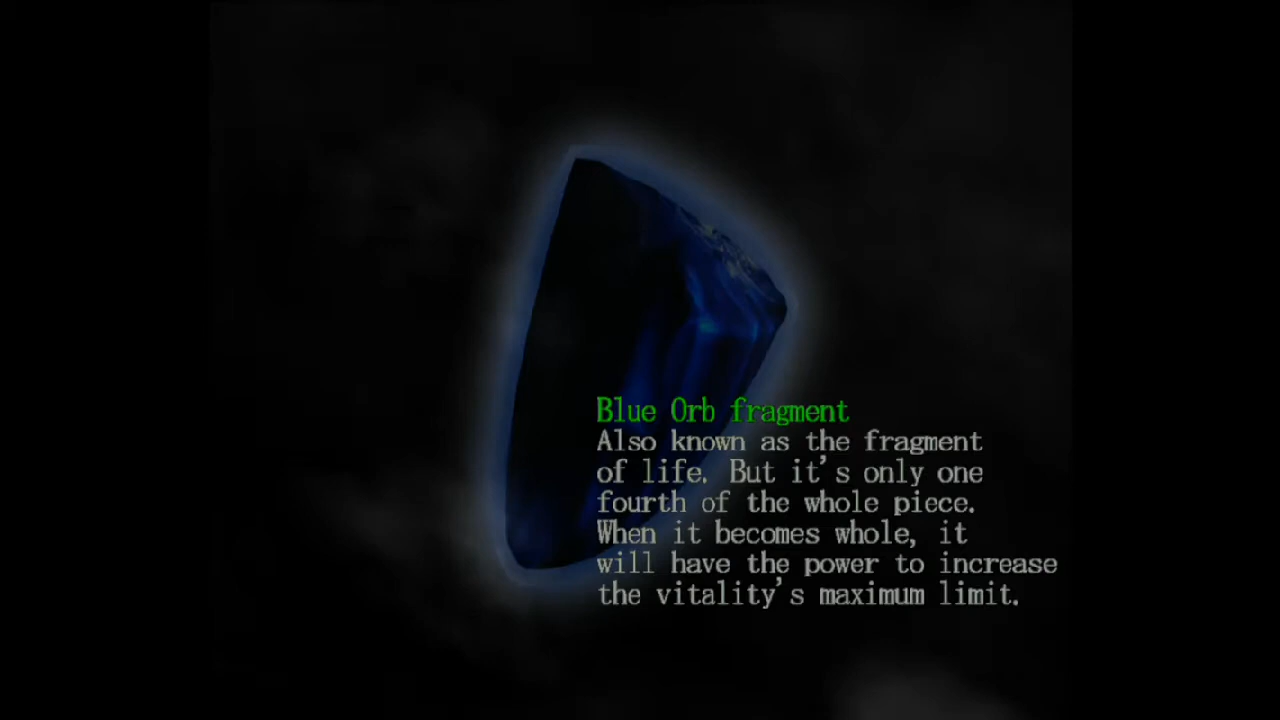 Blue Orb fragment
Also known as the fragment
of life. But it's only one
fourth of the whole piece.
When it becomes whole, it
will have the power to increase
the vitality's maximum limit.